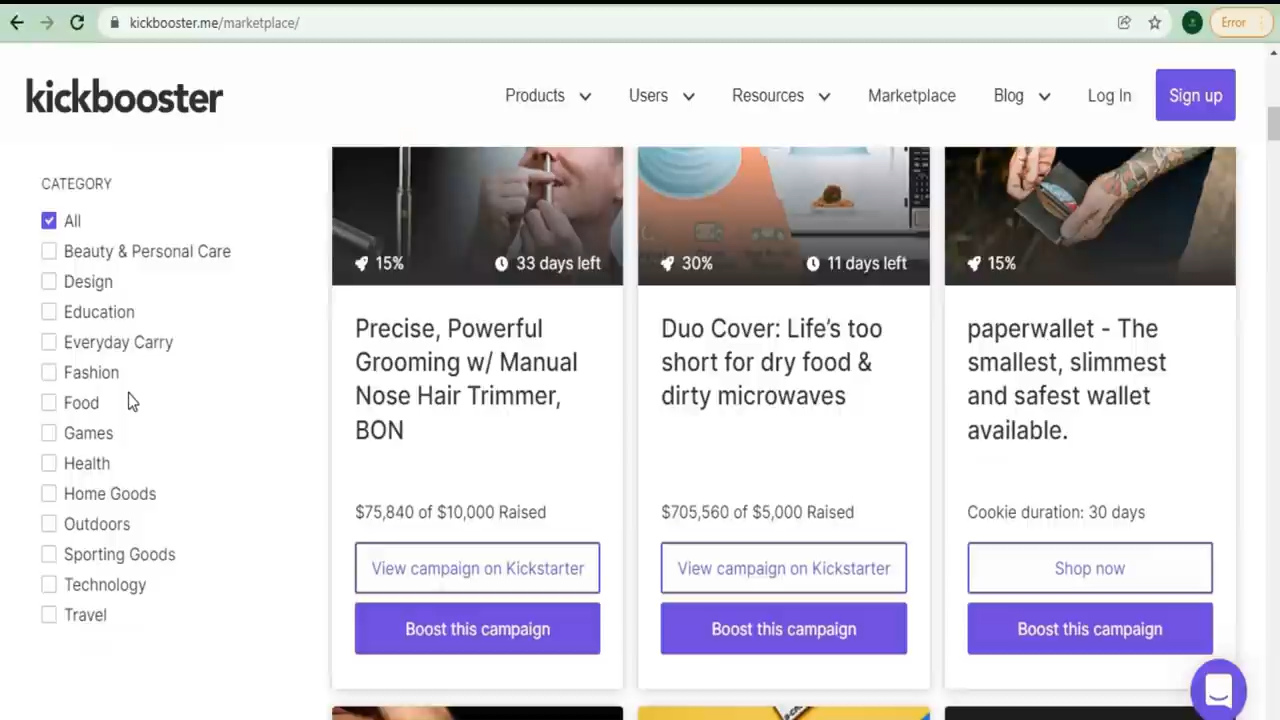 kickbooster.me/marketplace/
Error
kickbooster
Products
Users
Resources
Marketplace
Blog
Log In
Sign up
CATEGORY
All
Beauty & Personal Care
Design
Education
Everyday Carry
Fashion
Food
Games
Health
Home Goods
Outdoors
Sporting Goods
Technology
Travel
15%
33 days left
Precise, Powerful
Grooming w/ Manual
Nose Hair Trimmer,
BON
$75,840 of $10,000 Raised
View campaign on Kickstarter
Boost this campaign
30%
11 days left
Duo Cover: Life's too
short for dry food &
dirty microwaves
$705,560 of $5,000 Raised
View campaign on Kickstarter
Boost this campaign
15%
paperwallet - The
smallest, slimmest
and safest wallet
available.
Cookie duration: 30 days
Shop now
Boost this campaign